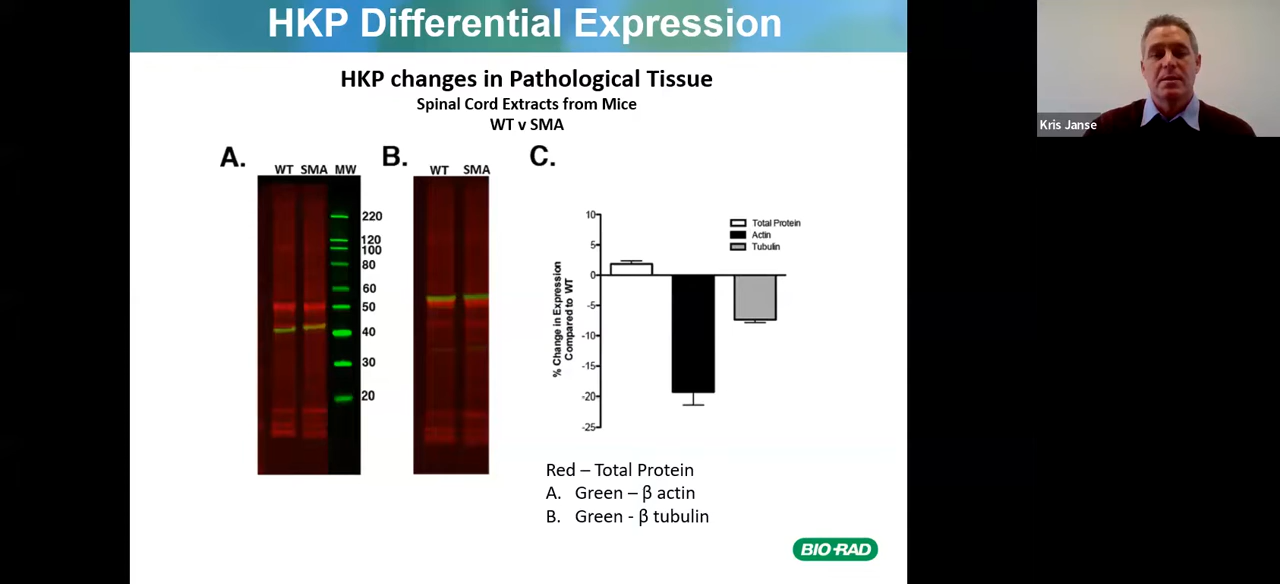 HKP Differential Expression
HKP changes in Pathological Tissue
Spinal Cord Extracts from Mice
WT v SMA
A.
WT SMA MW
220
120
100
80
60
50
40
30
20
B.
WT SMA
C.
% Change in Expression
Compared to WT
10
5
0
-5
-10
-15
-20
-25
Total Protein
Actin
Tubulin
Red – Total Protein
A. Green – β actin
B. Green - β tubulin
BIO-RAD
Kris Janse